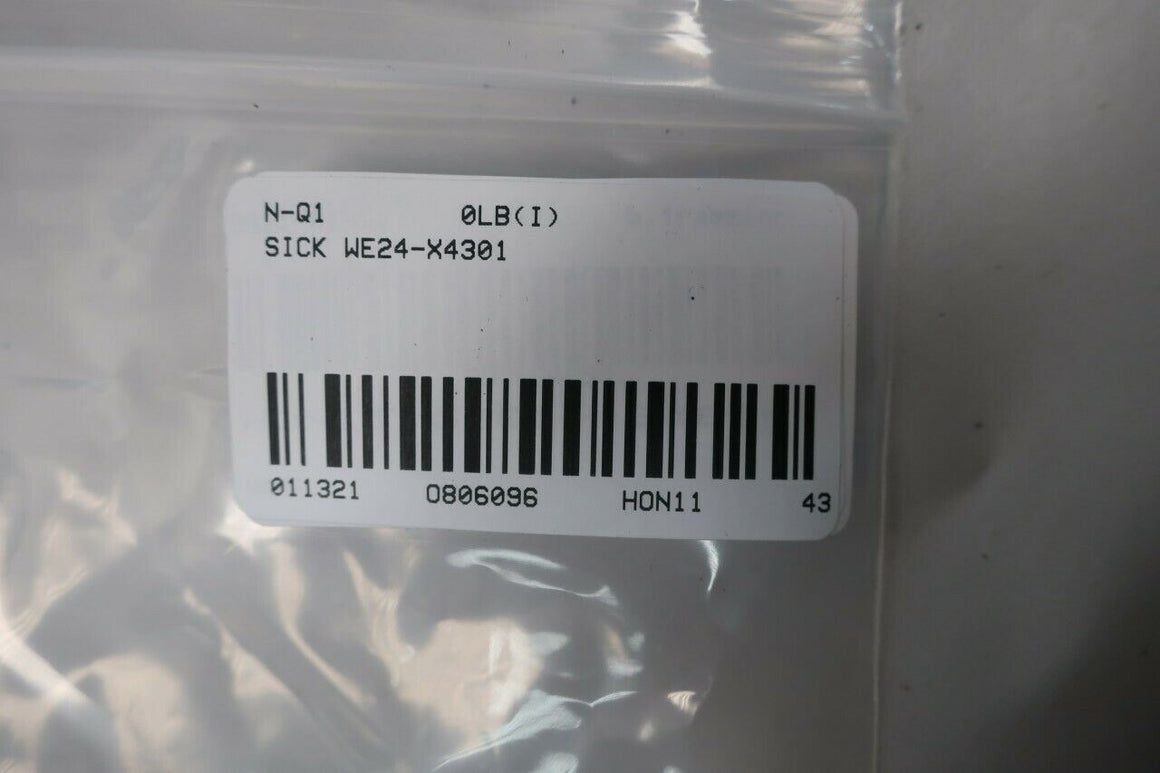 N-Q1 0LB(I)
SICK WE24-X4301
011321 0806096 HON11 43